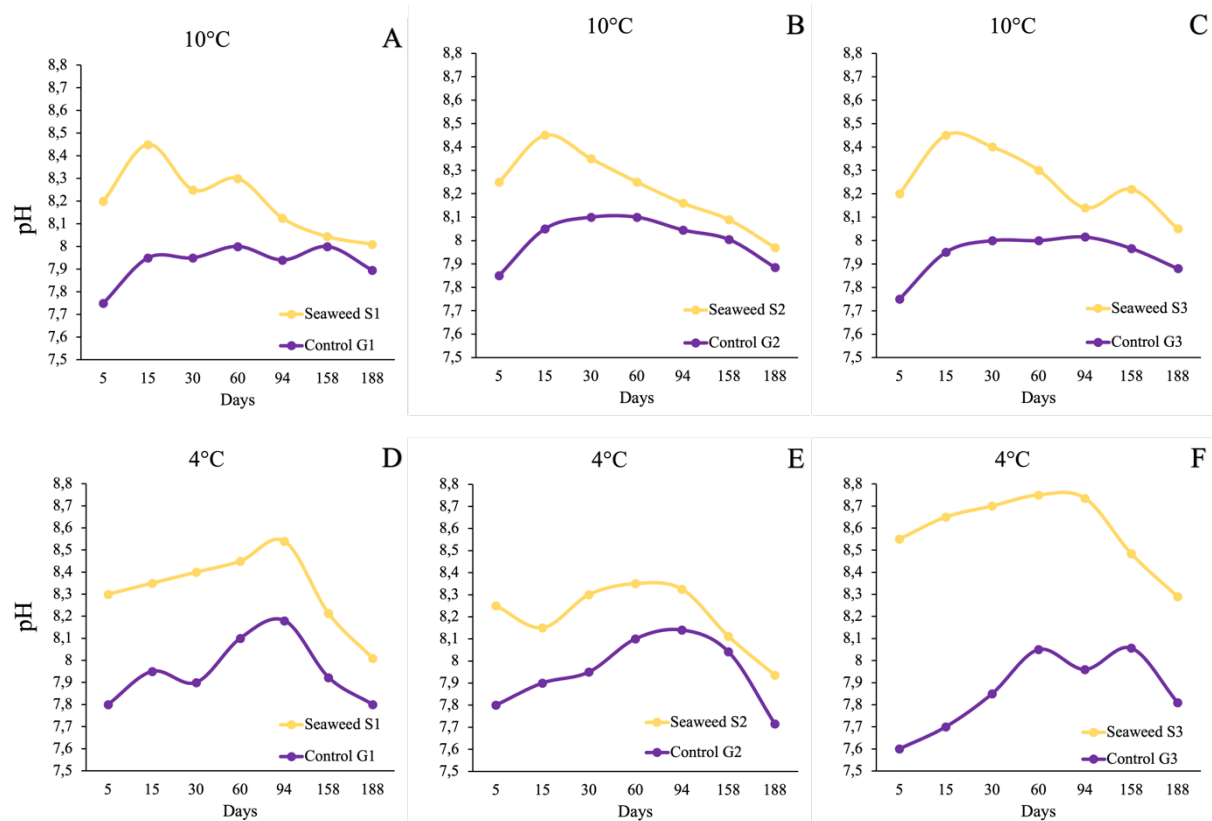 10°C
A
8,8
8,7
8,6
8,5
8,4
8,3
8,2
8,1
8
7,9
7,8
7,7
7,6
7,5
pH
Seaweed S1
Control G1
5 15 30 60 94 158 188
Days
10°C
B
8,8
8,7
8,6
8,5
8,4
8,3
8,2
8,1
8
7,9
7,8
7,7
7,6
7,5
Seaweed S2
Control G2
5 15 30 60 94 158 188
Days
10°C
C
8,8
8,7
8,6
8,5
8,4
8,3
8,2
8,1
8
7,9
7,8
7,7
7,6
7,5
Seaweed S3
Control G3
5 15 30 60 94 158 188
Days
4°C
D
8,8
8,7
8,6
8,5
8,4
8,3
8,2
8,1
8
7,9
7,8
7,7
7,6
7,5
pH
Seaweed S1
Control G1
5 15 30 60 94 158 188
Days
4°C
E
8,8
8,7
8,6
8,5
8,4
8,3
8,2
8,1
8
7,9
7,8
7,7
7,6
7,5
Seaweed S2
Control G2
5 15 30 60 94 158 188
Days
4°C
F
8,8
8,7
8,6
8,5
8,4
8,3
8,2
8,1
8
7,9
7,8
7,7
7,6
7,5
Seaweed S3
Control G3
5 15 30 60 94 158 188
Days